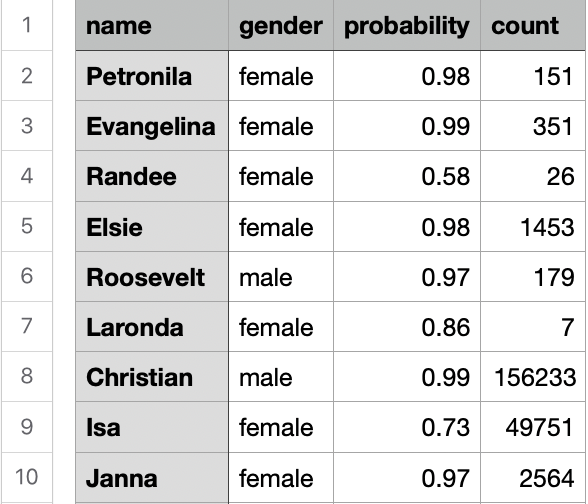 1 name gender probability count
2 Petronila female 0.98 151
3 Evangelina female 0.99 351
4 Randee female 0.58 26
5 Elsie female 0.98 1453
6 Roosevelt male 0.97 179
7 Laronda female 0.86 7
8 Christian male 0.99 156233
9 Isa female 0.73 49751
10 Janna female 0.97 2564